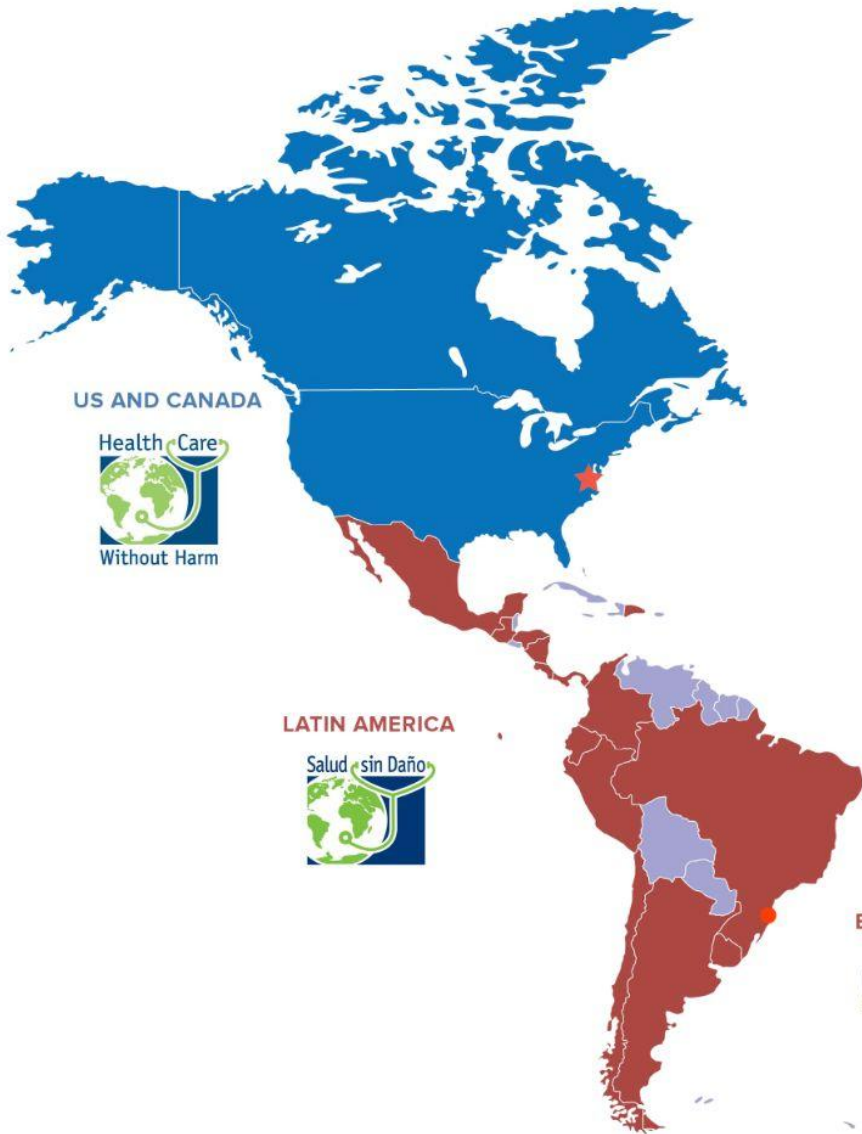 US AND CANADA
Health Care
Without Harm
LATIN AMERICA
Salud sin Daño